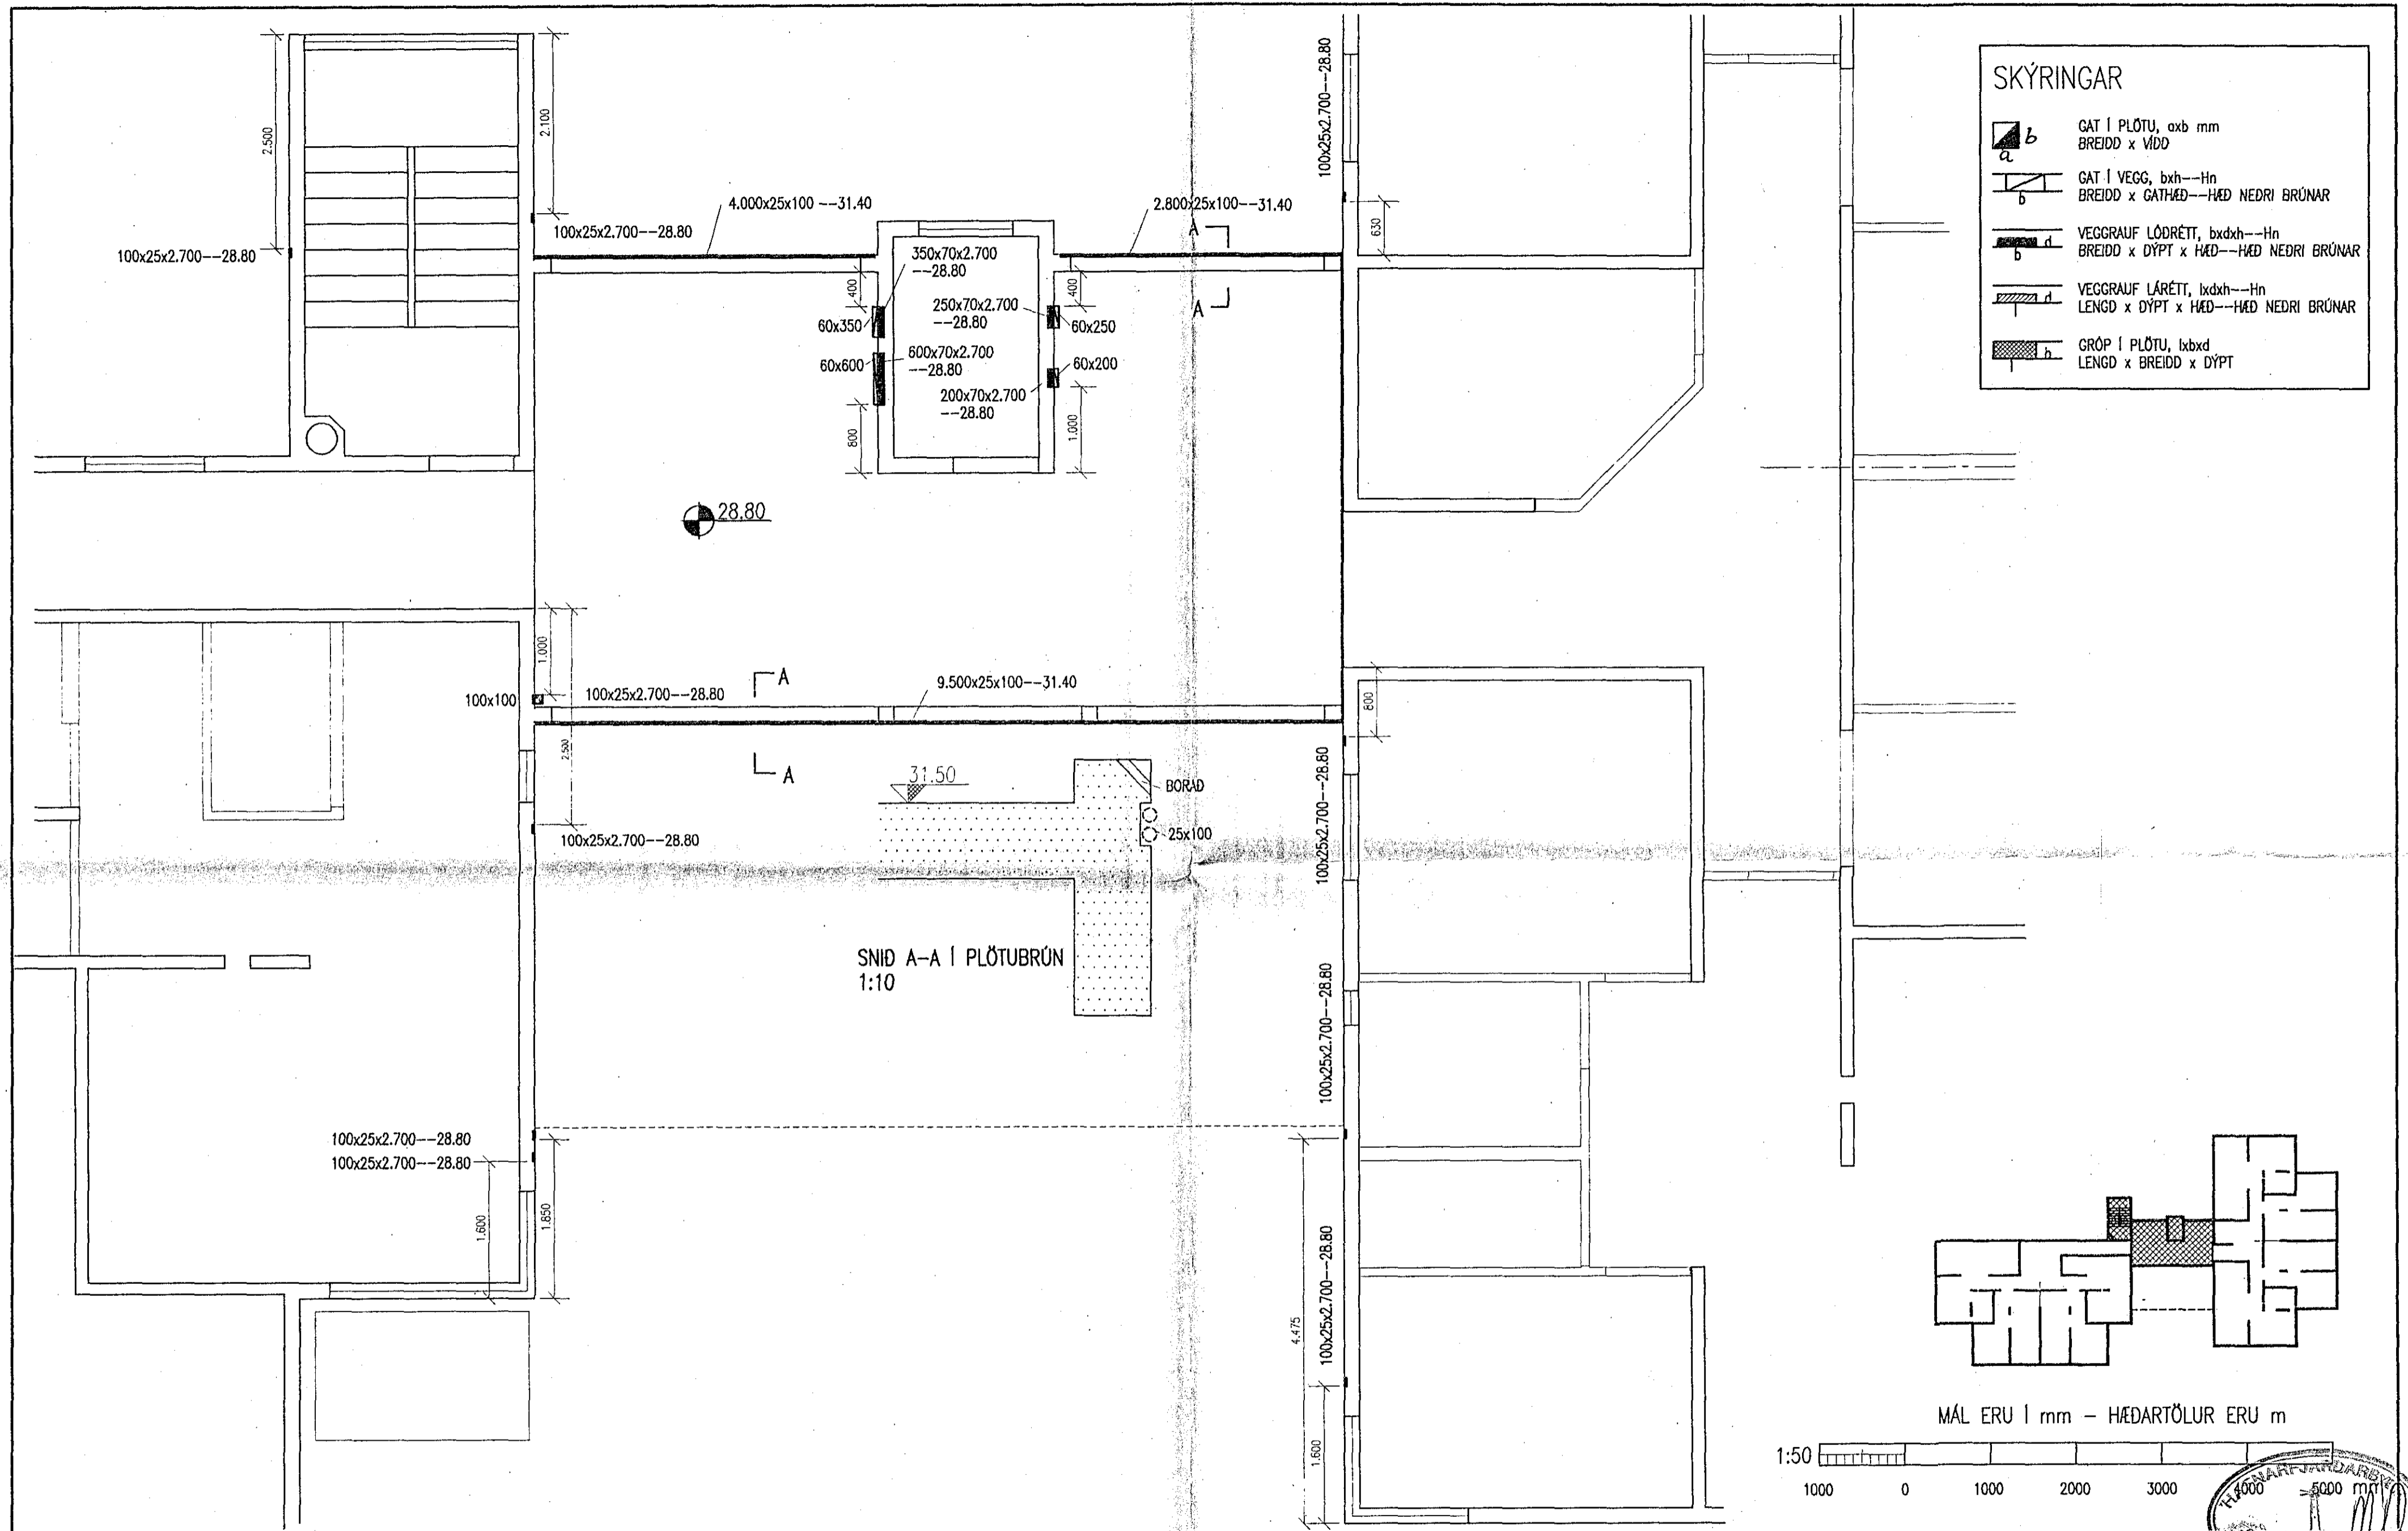 SKÝRINGAR
b
a
GAT Í PLÖTU, axb mm
BREIDD x VÍDD
b
GAT Í VEGG, bxh--Hn
BREIDD x GATHÆÐ--HÆÐ NEÐRI BRÚNAR
d
b
VEGGRAUF LÓÐRÉTT, bxdxh--Hn
BREIDD x DÝPT x HÆÐ--HÆÐ NEÐRI BRÚNAR
d
VEGGRAUF LÁRÉTT, lxdxh--Hn
LENGD x DÝPT x HÆÐ--HÆÐ NEÐRI BRÚNAR
b
GRÓP Í PLÖTU, lxbxd
LENGD x BREIDD x DÝPT
2.500
2.100
100x25x2.700--28.80
100x25x2.700--28.80
4.000x25x100 --31.40
2.800x25x100--31.40
100x25x2.700--28.80
630
A
A
350x70x2.700
--28.80
400
60x350
250x70x2.700
--28.80
400
60x250
60x600
600x70x2.700
--28.80
60x200
200x70x2.700
--28.80
800
1.000
28.80
1.000
2.500
100x100
100x25x2.700--28.80
A
A
9.500x25x100--31.40
800
31.50
BORAÐ
25x100
100x25x2.700--28.80
100x25x2.700--28.80
SNIÐ A-A Í PLÖTUBRÚN
1:10
100x25x2.700--28.80
100x25x2.700--28.80
100x25x2.700--28.80
1.600
1.850
100x25x2.700--28.80
4.475
1.600
MÁL ERU Í mm - HÆÐARTÖLUR ERU m
1:50
1000 0 1000 2000 3000 4000 5000 mm
HAFNARFJARÐARBÆ